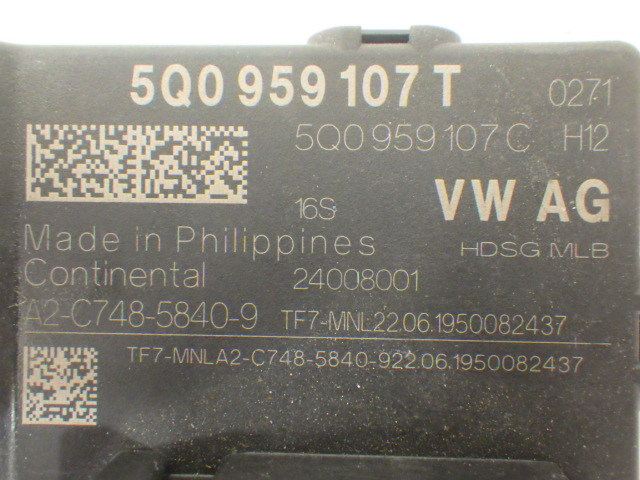 5Q0 959 107 T 0271
5Q0 959 107 C H12
16S VW AG
Made in Philippines HDSG MLB
Continental 24008001
A2-C748-5840-9 TF7-MNL22.06.1950082437
TF7-MNLA2-C748-5840-922.06.1950082437